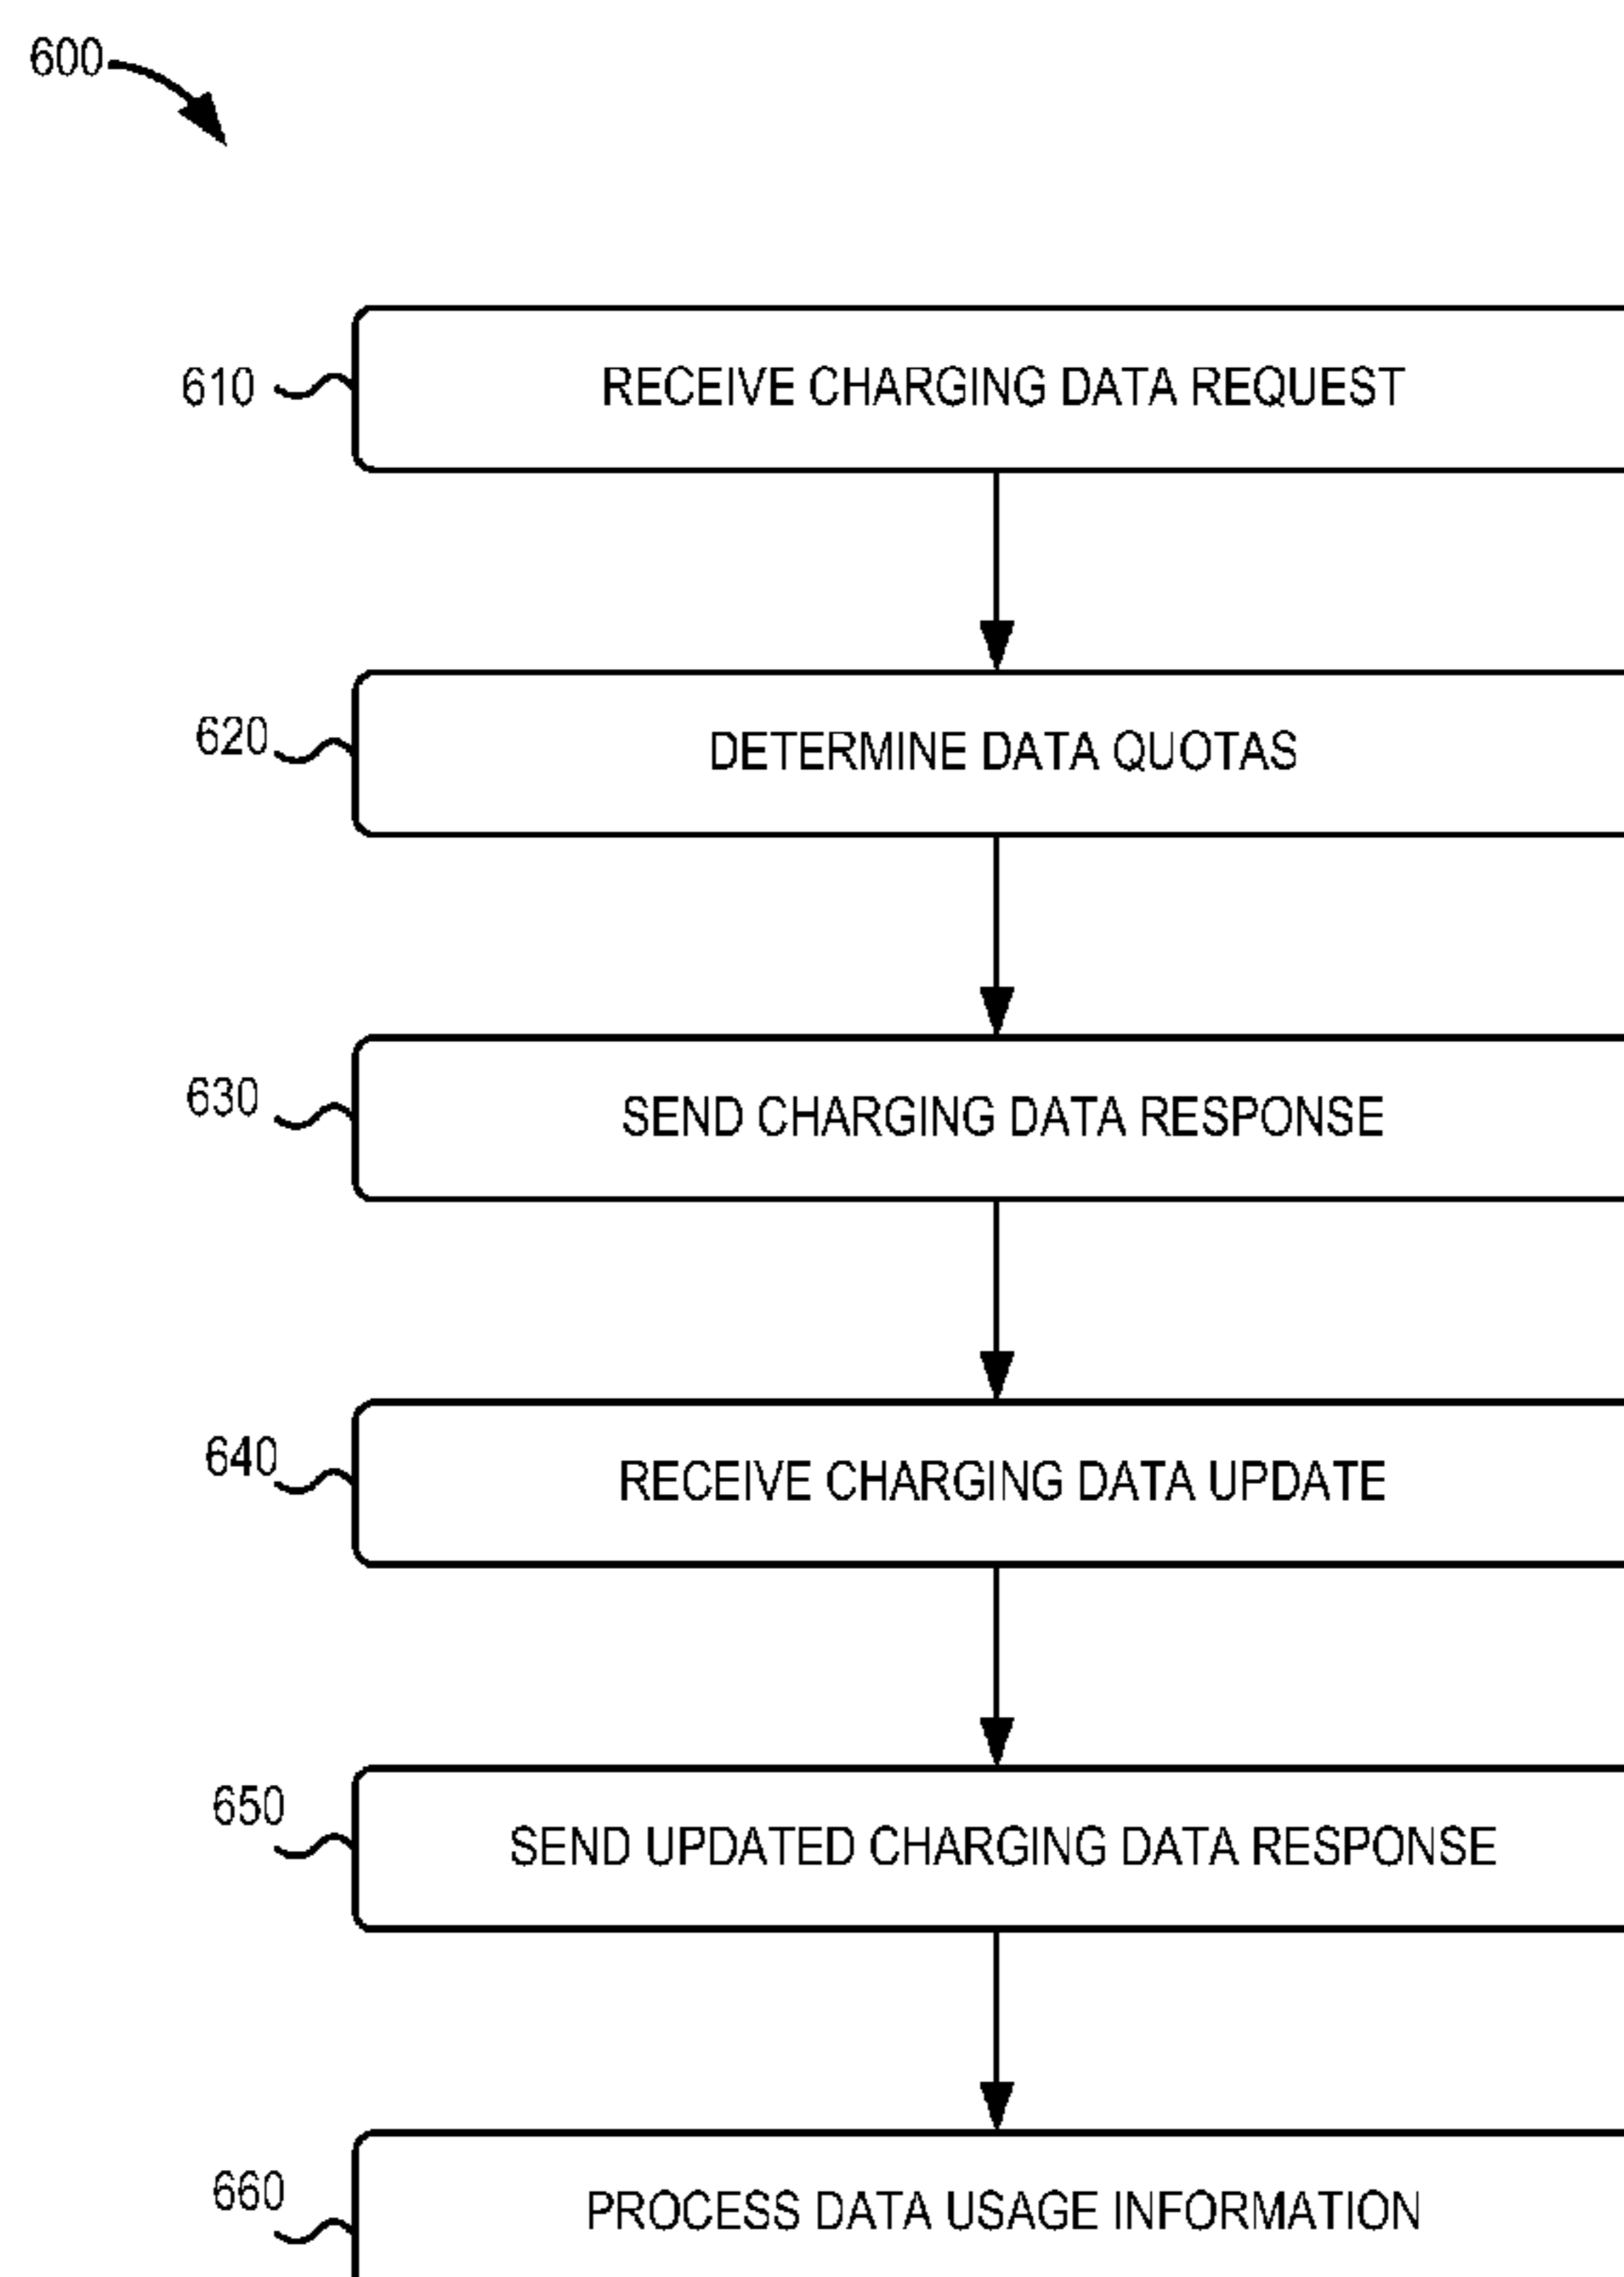 600
610 RECEIVE CHARGING DATA REQUEST
620 DETERMINE DATA QUOTAS
630 SEND CHARGING DATA RESPONSE
640 RECEIVE CHARGING DATA UPDATE
650 SEND UPDATED CHARGING DATA RESPONSE
660 PROCESS DATA USAGE INFORMATION